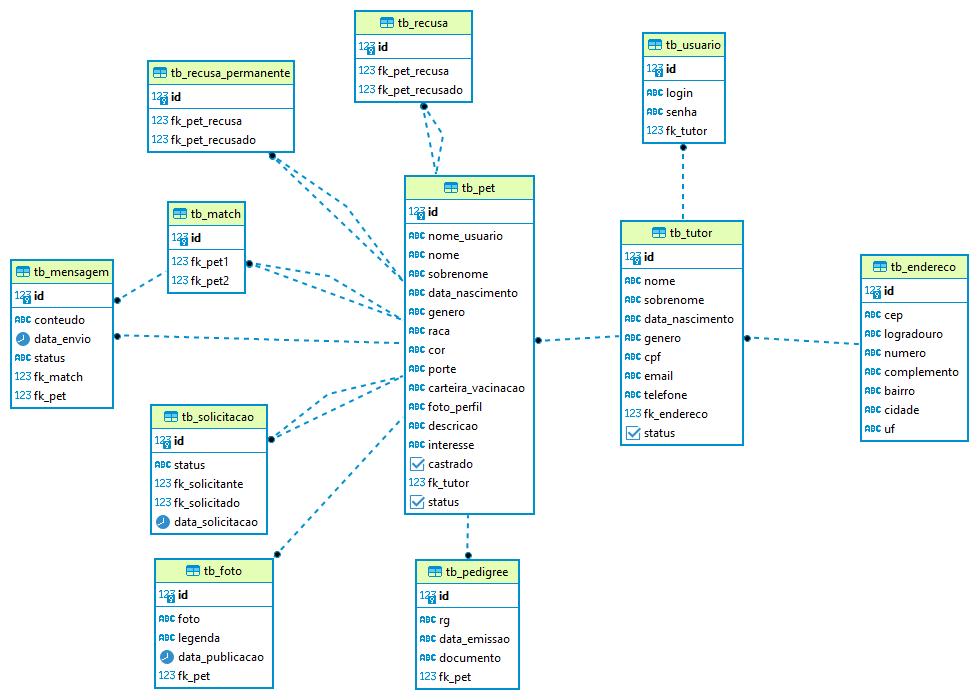 tb_recusa
123 id
123 fk_pet_recusa
123 fk_pet_recusado
tb_usuario
123 id
ABC login
ABC senha
123 fk_tutor
tb_recusa_permanente
123 id
123 fk_pet_recusa
123 fk_pet_recusado
tb_match
123 id
123 fk_pet1
123 fk_pet2
tb_mensagem
123 id
ABC conteudo
data_envio
ABC status
123 fk_match
123 fk_pet
tb_pet
123 id
ABC nome_usuario
ABC nome
ABC sobrenome
ABC data_nascimento
ABC genero
ABC raca
ABC cor
ABC porte
ABC carteira_vacinacao
ABC foto_perfil
ABC descricao
ABC interesse
castrado
123 fk_tutor
status
tb_tutor
123 id
ABC nome
ABC sobrenome
ABC data_nascimento
ABC genero
ABC cpf
ABC email
ABC telefone
123 fk_endereco
status
tb_endereco
123 id
ABC cep
ABC logradouro
ABC numero
ABC complemento
ABC bairro
ABC cidade
ABC uf
tb_solicitacao
123 id
ABC status
123 fk_solicitante
123 fk_solicitado
data_solicitacao
tb_foto
123 id
ABC foto
ABC legenda
data_publicacao
123 fk_pet
tb_pedigree
123 id
ABC rg
ABC data_emissao
ABC documento
123 fk_pet